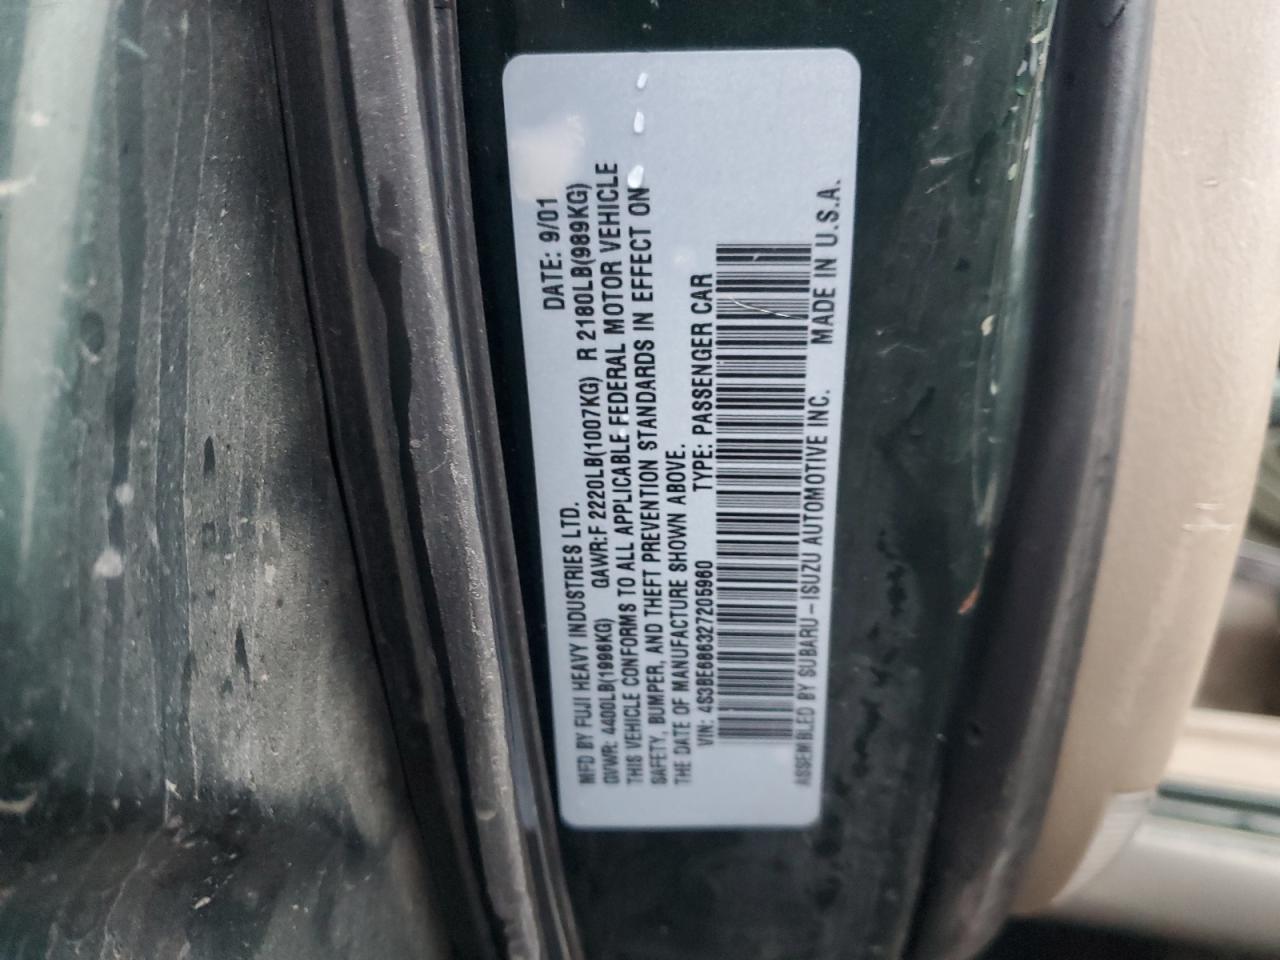 MFD BY FUJI HEAVY INDUSTRIES LTD. DATE: 9/01
GVWR: 4400LB(1996KG) GAWR:F 2220LB(1007KG) R 2180LB(989KG)
THIS VEHICLE CONFORMS TO ALL APPLICABLE FEDERAL MOTOR VEHICLE
SAFETY, BUMPER, AND THEFT PREVENTION STANDARDS IN EFFECT ON
THE DATE OF MANUFACTURE SHOWN ABOVE.
VIN: 4S3BE686327205960 TYPE: PASSENGER CAR
ASSEMBLED BY SUBARU-ISUZU AUTOMOTIVE INC. MADE IN U.S.A.